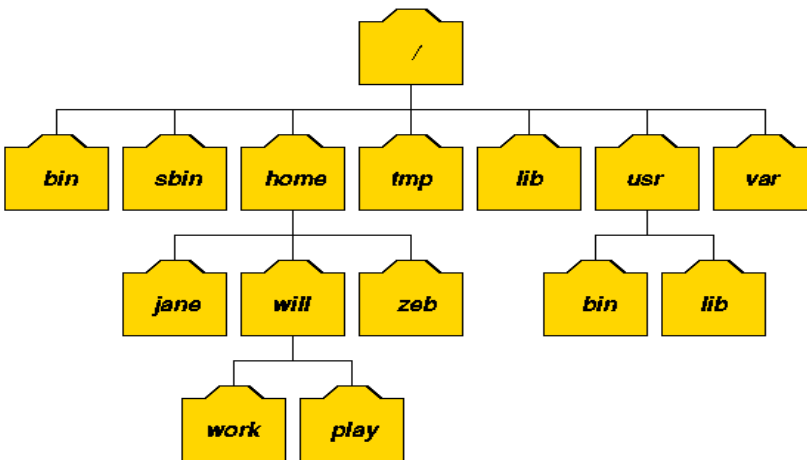 /
bin sbin home tmp lib usr var
jane will zeb bin lib
work play